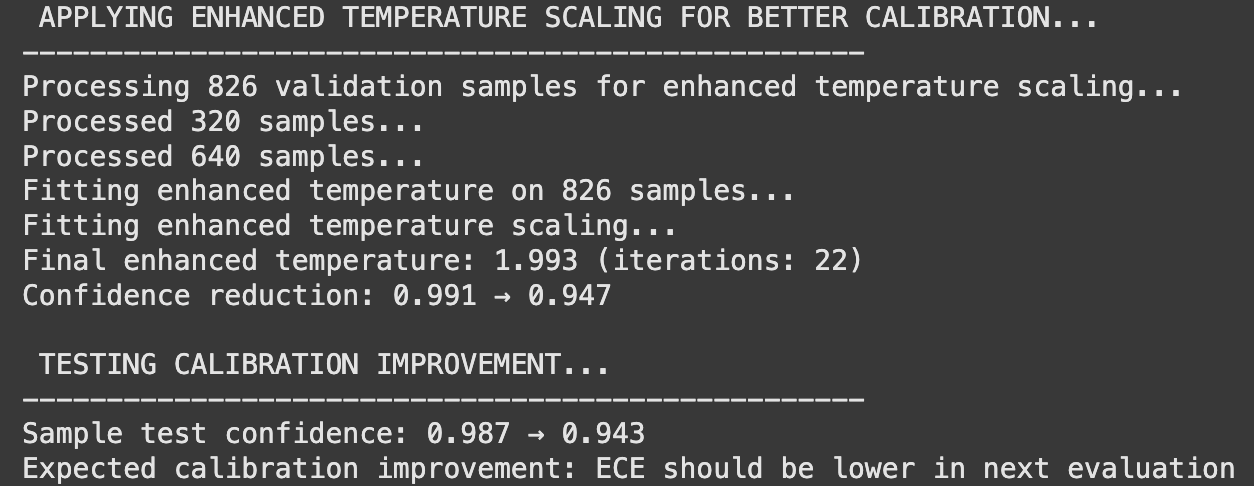 APPLYING ENHANCED TEMPERATURE SCALING FOR BETTER CALIBRATION...
--------------------------------------------------
Processing 826 validation samples for enhanced temperature scaling...
Processed 320 samples...
Processed 640 samples...
Fitting enhanced temperature on 826 samples...
Fitting enhanced temperature scaling...
Final enhanced temperature: 1.993 (iterations: 22)
Confidence reduction: 0.991 → 0.947
TESTING CALIBRATION IMPROVEMENT...
--------------------------------------------------
Sample test confidence: 0.987 → 0.943
Expected calibration improvement: ECE should be lower in next evaluation